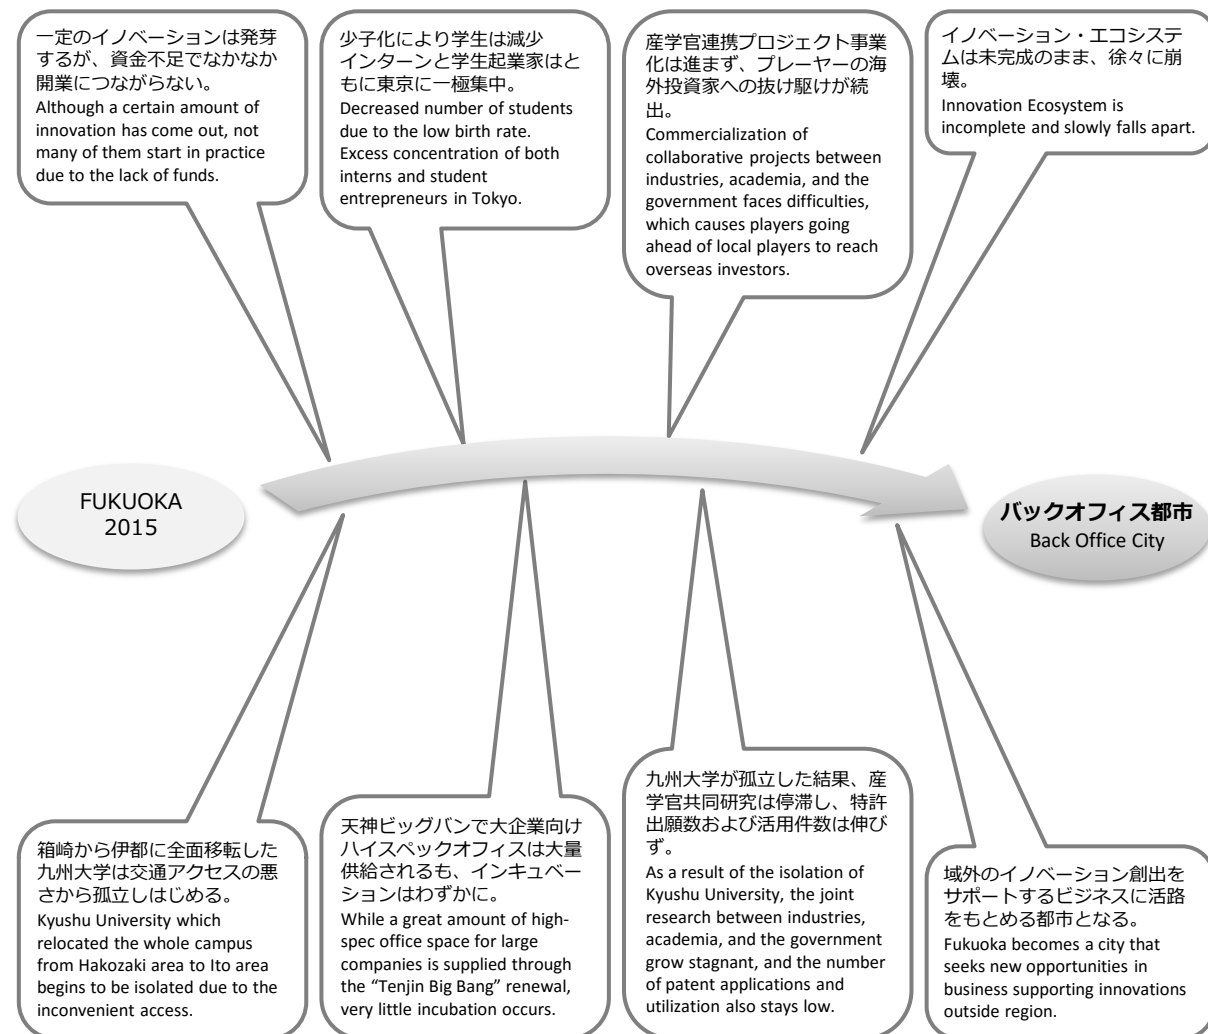 一定のイノベーションは発芽
するが、資金不足でなかなか
開業につながらない。
Although a certain amount of
innovation has come out, not
many of them start in practice
due to the lack of funds.
少子化により学生は減少
インターンと学生起業家はと
もに東京に一極集中。
Decreased number of students
due to the low birth rate.
Excess concentration of both
interns and student
entrepreneurs in Tokyo.
産学官連携プロジェクト事業
化は進まず、プレーヤーの海
外投資家への抜け駆けが続
出。
Commercialization of
collaborative projects between
industries, academia, and the
government faces difficulties,
which causes players going
ahead of local players to reach
overseas investors.
イノベーション・エコシステ
ムは未完成のまま、徐々に崩
壊。
Innovation Ecosystem is
incomplete and slowly falls apart.
FUKUOKA
2015
バックオフィス都市
Back Office City
箱崎から伊都に全面移転した
九州大学は交通アクセスの悪
さから孤立しはじめる。
Kyushu University which
relocated the whole campus
from Hakozaki area to Ito area
begins to be isolated due to the
inconvenient access.
天神ビッグバンで大企業向け
ハイスペックオフィスは大量
供給されるも、インキュベー
ションはわずかに。
While a great amount of high-
spec office space for large
companies is supplied through
the “Tenjin Big Bang” renewal,
very little incubation occurs.
九州大学が孤立した結果、産
学官共同研究は停滞し、特許
出願数および活用件数は伸び
ず。
As a result of the isolation of
Kyushu University, the joint
research between industries,
academia, and the government
grow stagnant, and the number
of patent applications and
utilization also stays low.
域外のイノベーション創出を
サポートするビジネスに活路
をもとめる都市となる。
Fukuoka becomes a city that
seeks new opportunities in
business supporting innovations
outside region.